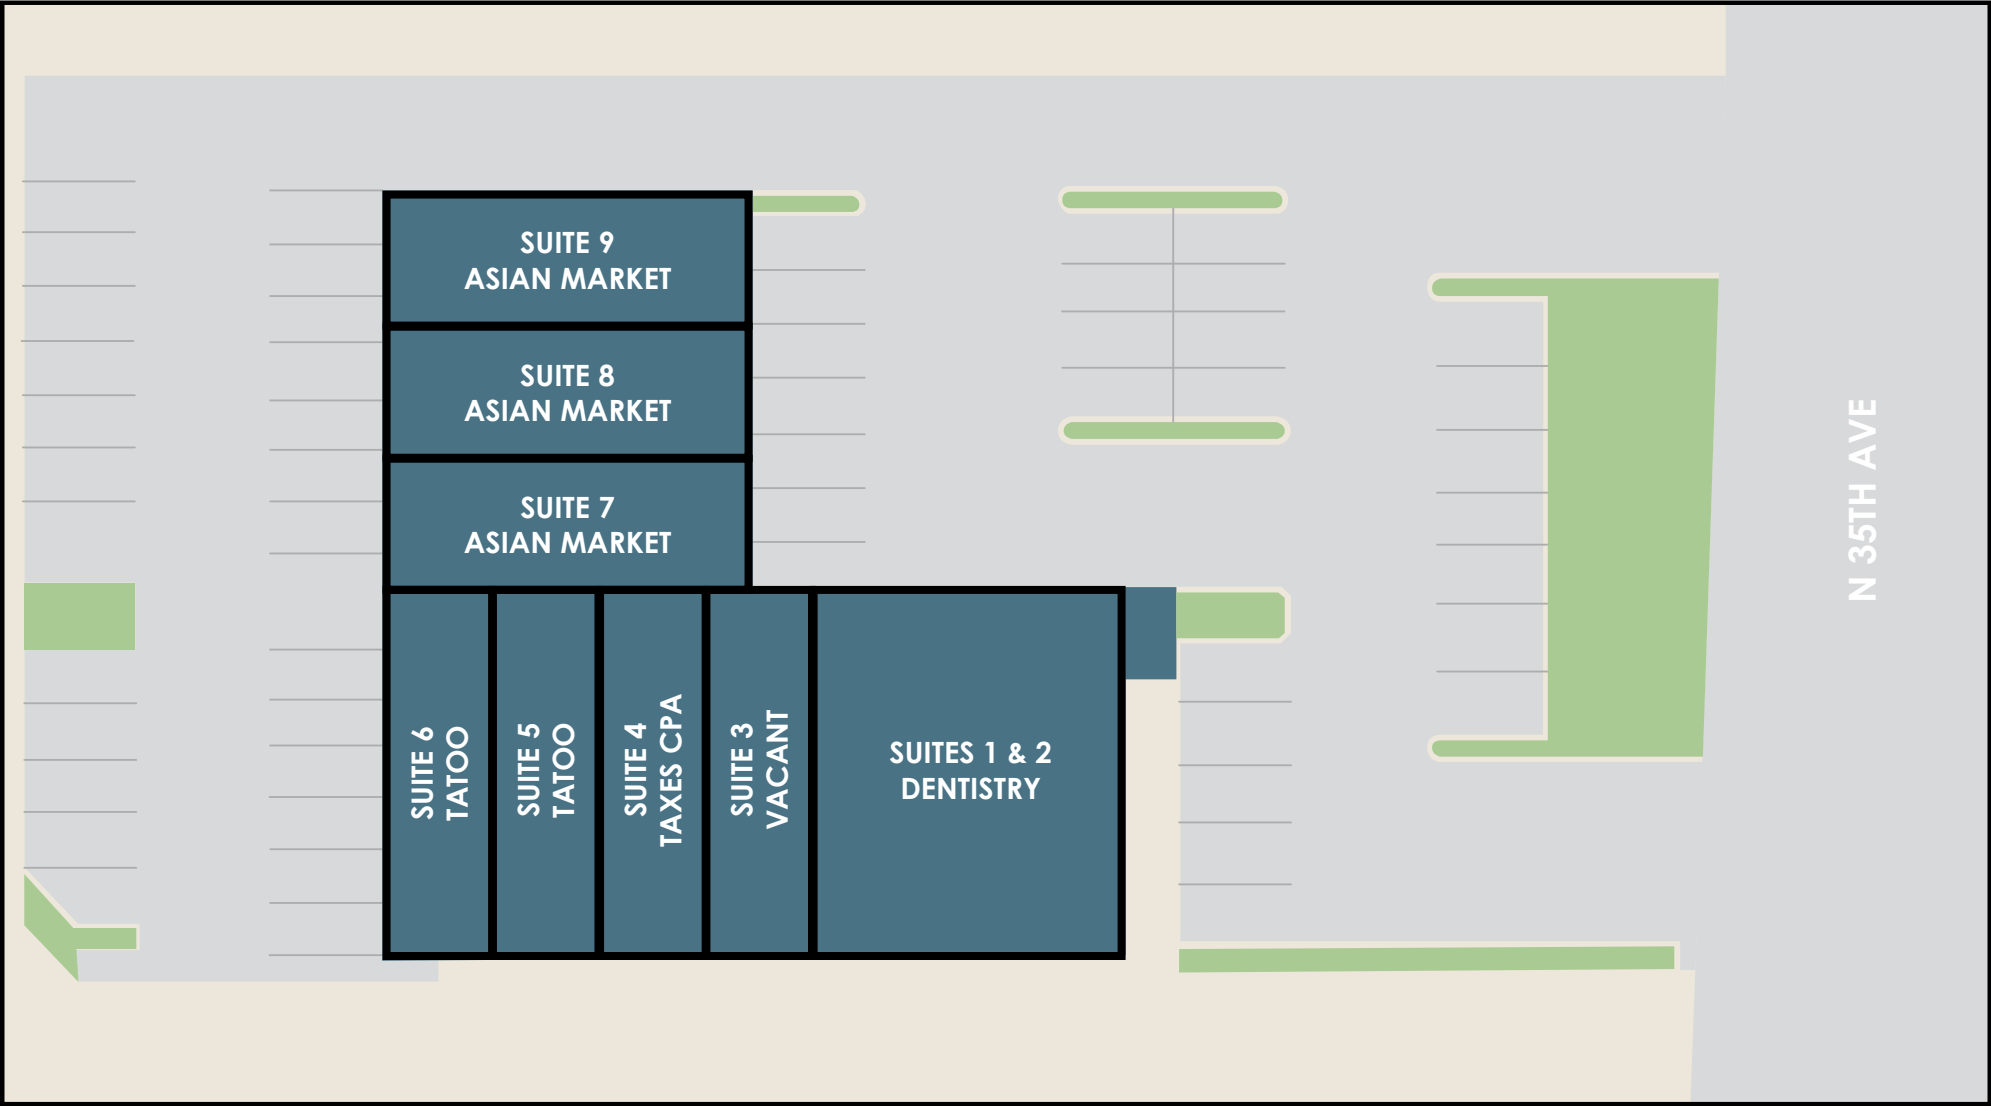 SUITE 9
ASIAN MARKET
SUITE 8
ASIAN MARKET
SUITE 7
ASIAN MARKET
SUITE 6
TATOO
SUITE 5
TATOO
SUITE 4
TAXES CPA
SUITE 3
VACANT
SUITES 1 & 2
DENTISTRY
N 35TH AVE